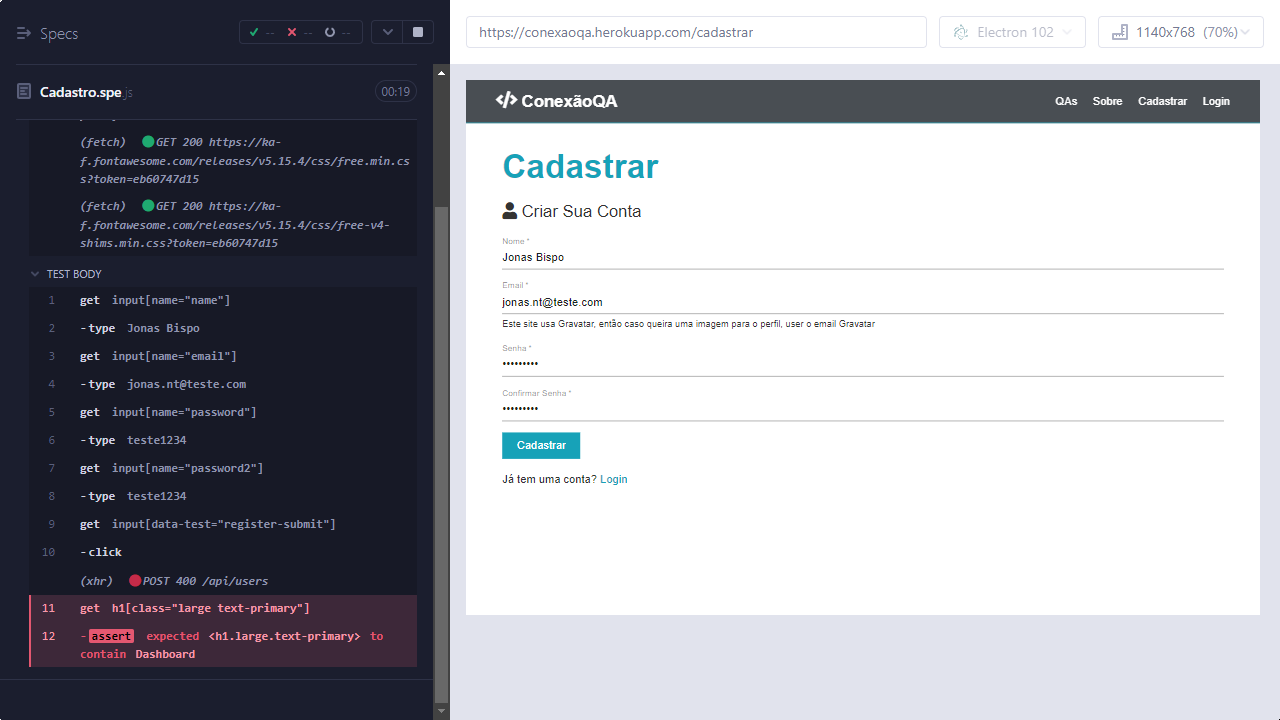 Specs
-- -- --
Cadastro.spe.js
00:19
(fetch) GET 200 https://ka-
f.fontawesome.com/releases/v5.15.4/css/free.min.cs
s?token=eb60747d15
(fetch) GET 200 https://ka-
f.fontawesome.com/releases/v5.15.4/css/free-v4-
shims.min.css?token=eb60747d15
TEST BODY
1 get input[name="name"]
2 -type Jonas Bispo
3 get input[name="email"]
4 -type jonas.nt@teste.com
5 get input[name="password"]
6 -type teste1234
7 get input[name="password2"]
8 -type teste1234
9 get input[data-test="register-submit"]
10 -click
(xhr) POST 400 /api/users
11 get h1[class="large text-primary"]
12 -assert expected <h1.large.text-primary> to
contain Dashboard
https://conexaoqa.herokuapp.com/cadastrar
Electron 102
1140x768 (70%)
ConexãoQA
QAs Sobre Cadastrar Login
Cadastrar
Criar Sua Conta
Nome *
Jonas Bispo
Email *
jonas.nt@teste.com
Este site usa Gravatar, então caso queira uma imagem para o perfil, user o email Gravatar
Senha *
•••••••••
Confirmar Senha *
•••••••••
Cadastrar
Já tem uma conta? Login